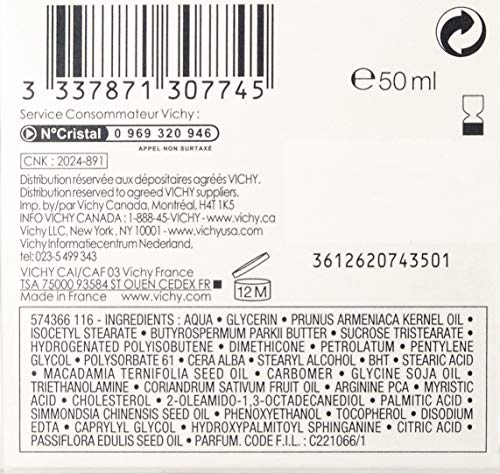 3 337871 307745
℮50 ml
Service Consommateur Vichy :
N°Cristal 0 969 320 946
APPEL NON SURTAXÉ
CNK : 2024-891
Distribution réservée aux dépositaires agréés VICHY.
Distribution reserved to agreed VICHY suppliers.
Imp. by/par Vichy Canada, Montréal, H4T 1K5
INFO VICHY CANADA : 1-888-45-VICHY - www.vichy.ca
Vichy LLC, New York , NY, 10001 - www.vichyusa.com
Vichy Informatiecentrum Nederland,
tel: 023-5 499 343
VICHY CAI/CAF 03 Vichy France
TSA 75000 93584 ST OUEN CEDEX FR
Made in France - www.vichy.com
12 M
3612620743501
574366 116 - INGREDIENTS : AQUA • GLYCERIN • PRUNUS ARMENIACA KERNEL OIL •
ISOCETYL STEARATE • BUTYROSPERMUM PARKII BUTTER • SUCROSE TRISTEARATE •
HYDROGENATED POLYISOBUTENE • DIMETHICONE • PETROLATUM • PENTYLENE
GLYCOL • POLYSORBATE 61 • CERA ALBA • STEARYL ALCOHOL • BHT • STEARIC ACID
• MACADAMIA TERNIFOLIA SEED OIL • CARBOMER • GLYCINE SOJA OIL •
TRIETHANOLAMINE • CORIANDRUM SATIVUM FRUIT OIL • ARGININE PCA • MYRISTIC
ACID • CHOLESTEROL • 2-OLEAMIDO-1,3-OCTADECANEDIOL • PALMITIC ACID •
SIMMONDSIA CHINENSIS SEED OIL • PHENOXYETHANOL • TOCOPHEROL • DISODIUM
EDTA • CAPRYLYL GLYCOL • HYDROXYPALMITOYL SPHINGANINE • CITRIC ACID •
PASSIFLORA EDULIS SEED OIL • PARFUM. CODE F.I.L. : C221066/1